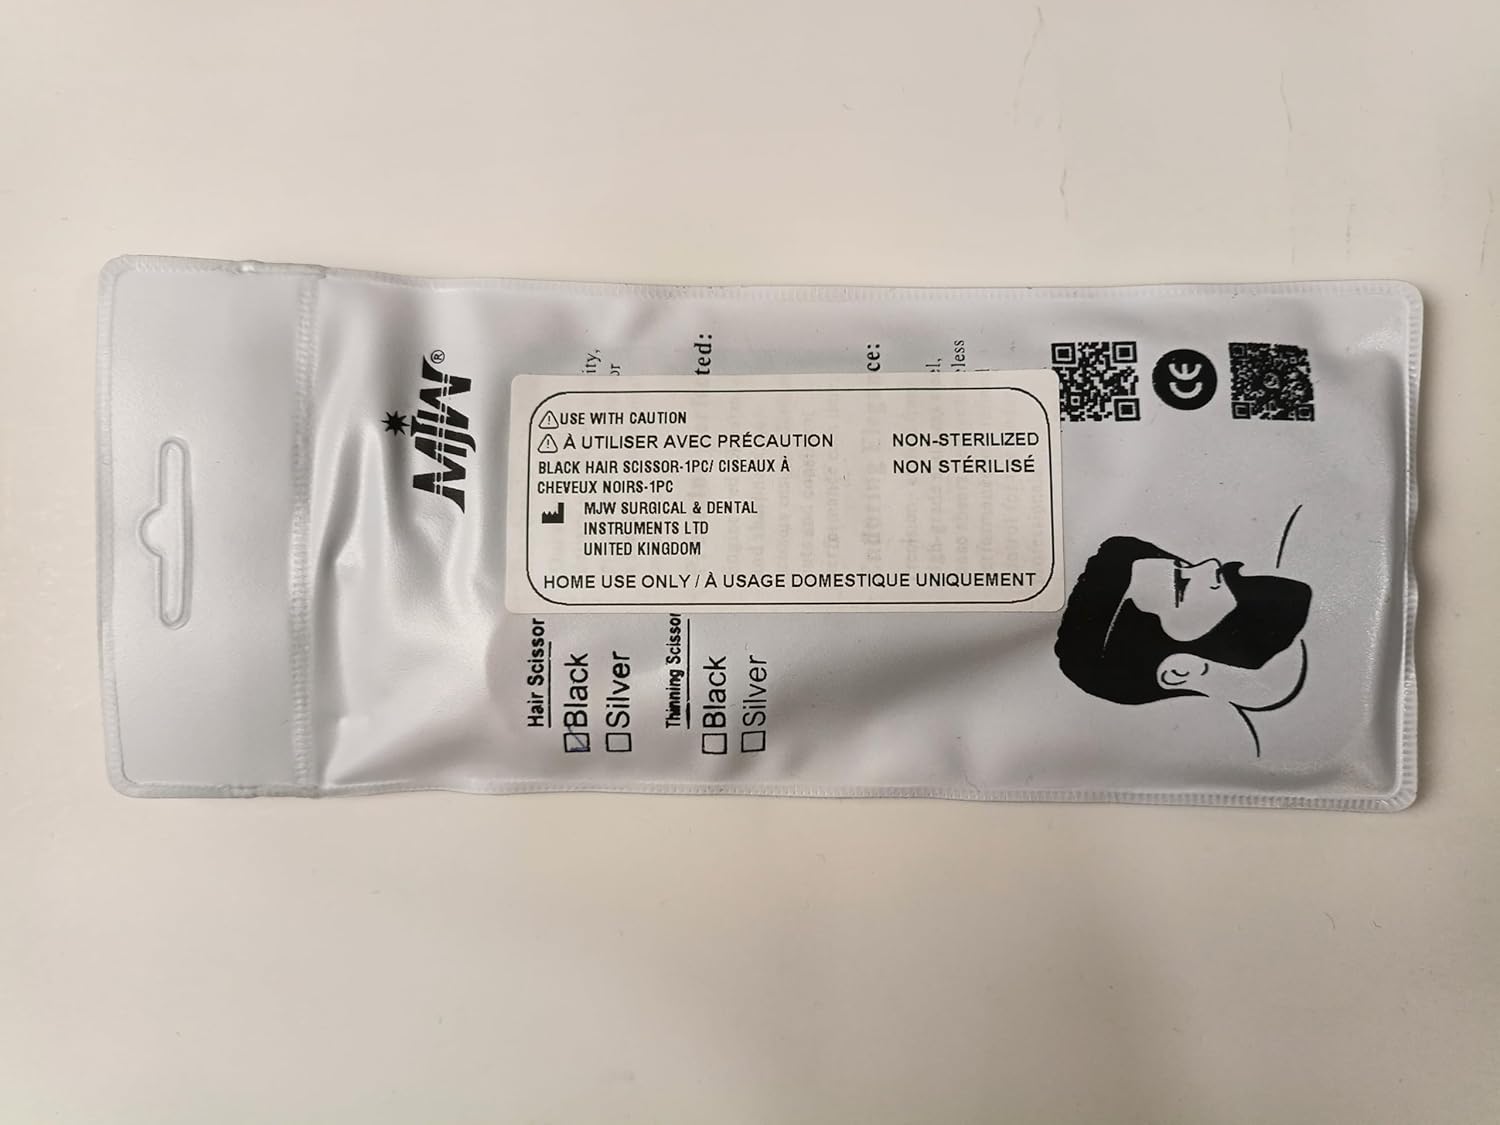 MJW®
USE WITH CAUTION
À UTILISER AVEC PRÉCAUTION
NON-STERILIZED
BLACK HAIR SCISSOR-1PC/ CISEAUX À
NON STÉRILISÉ
CHEVEUX NOIRS-1PC
MJW SURGICAL & DENTAL
INSTRUMENTS LTD
UNITED KINGDOM
HOME USE ONLY / À USAGE DOMESTIQUE UNIQUEMENT
Hair Scissor
Black
Silver
Thinning Scissor
Black
Silver
CE